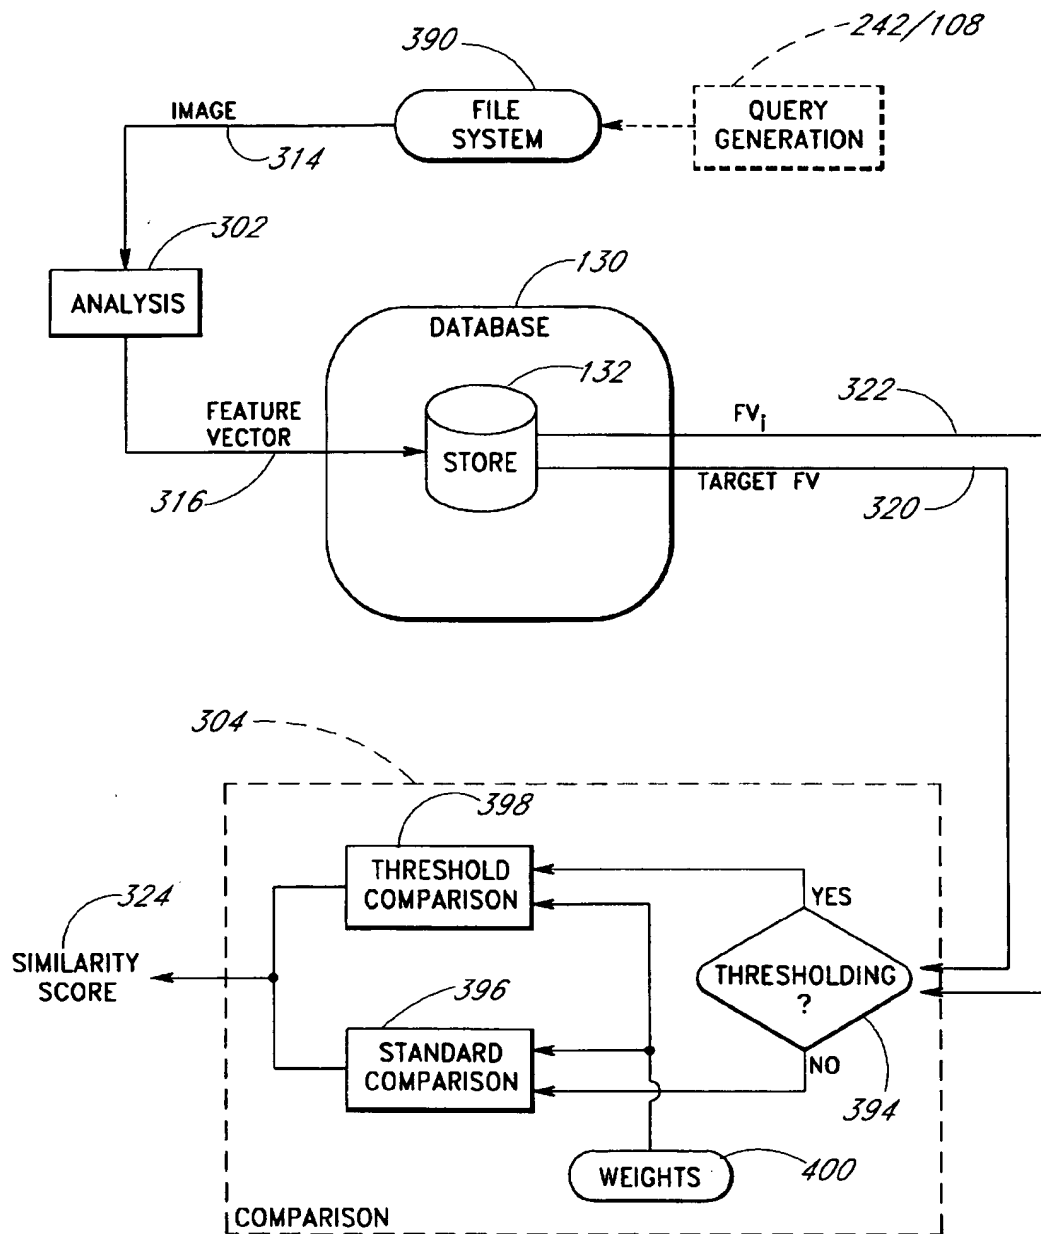 390
242/108
FILE
SYSTEM
QUERY
GENERATION
IMAGE
314
302
ANALYSIS
130
DATABASE
132
STORE
FEATURE
VECTOR
316
FVi
322
TARGET FV
320
304
398
THRESHOLD
COMPARISON
YES
324
SIMILARITY
SCORE
THRESHOLDING
?
396
STANDARD
COMPARISON
NO
394
WEIGHTS
400
COMPARISON